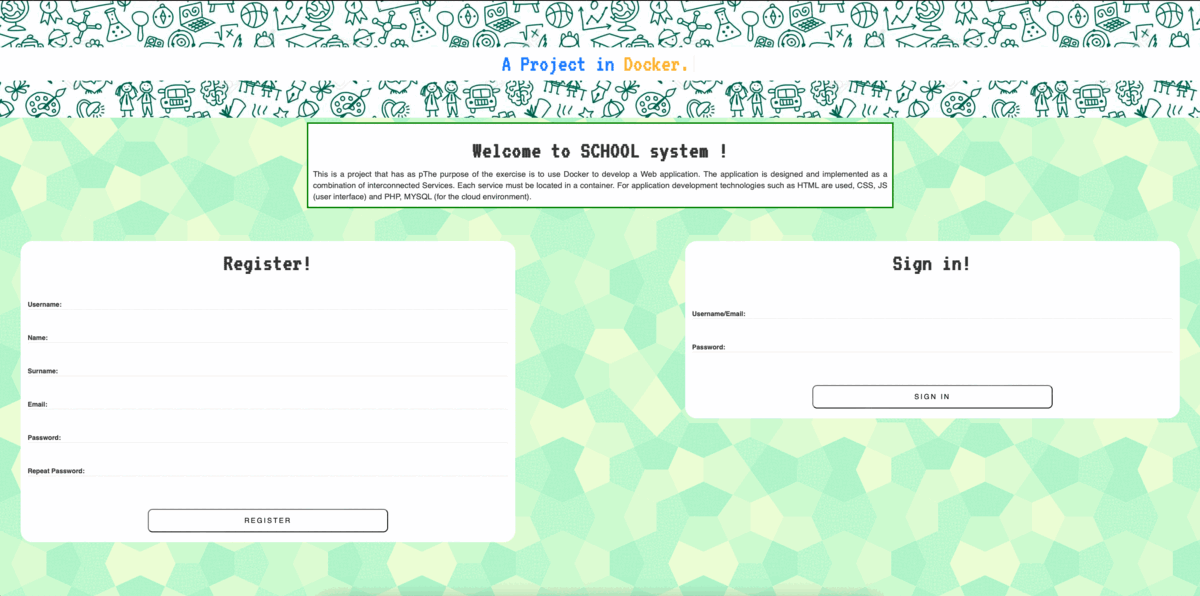 A Project in Docker.
Welcome to SCHOOL system !
This is a project that has as pThe purpose of the exercise is to use Docker to develop a Web application. The application is designed and implemented as a
combination of interconnected Services. Each service must be located in a container. For application development technologies such as HTML are used, CSS, JS
(user interface) and PHP, MYSQL (for the cloud environment).
Register!
Username:
Name:
Surname:
Email:
Password:
Repeat Password:
REGISTER
Sign in!
Username/Email:
Password:
SIGN IN